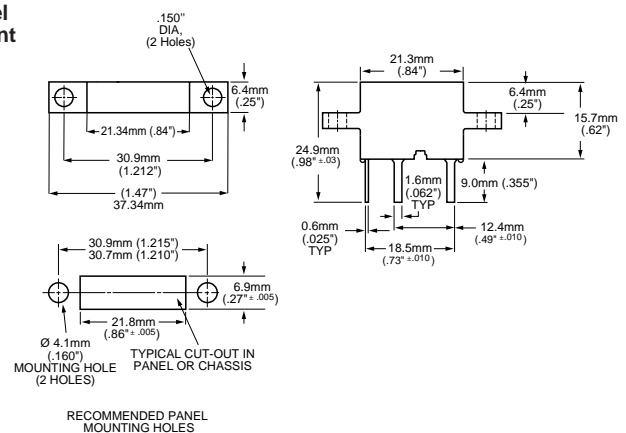 el
nt
.150"
DIA,
(2 Holes)
6.4mm
(.25")
21.34mm (.84")
30.9mm
(1.212")
(1.47")
37.34mm
21.3mm
(.84")
6.4mm
(.25")
15.7mm
(.62")
24.9mm
(.98" ±.03)
1.6mm
(.062")
TYP
9.0mm (.355")
0.6mm
(.025")
TYP
12.4mm
(.49" ±.010)
18.5mm
(.73" ±.010)
30.9mm (1.215")
30.7mm (1.210")
6.9mm
(.27" ± .005)
21.8mm
(.86" ± .005)
Ø 4.1mm
(.160")
MOUNTING HOLE
(2 HOLES)
TYPICAL CUT-OUT IN
PANEL OR CHASSIS
RECOMMENDED PANEL
MOUNTING HOLES